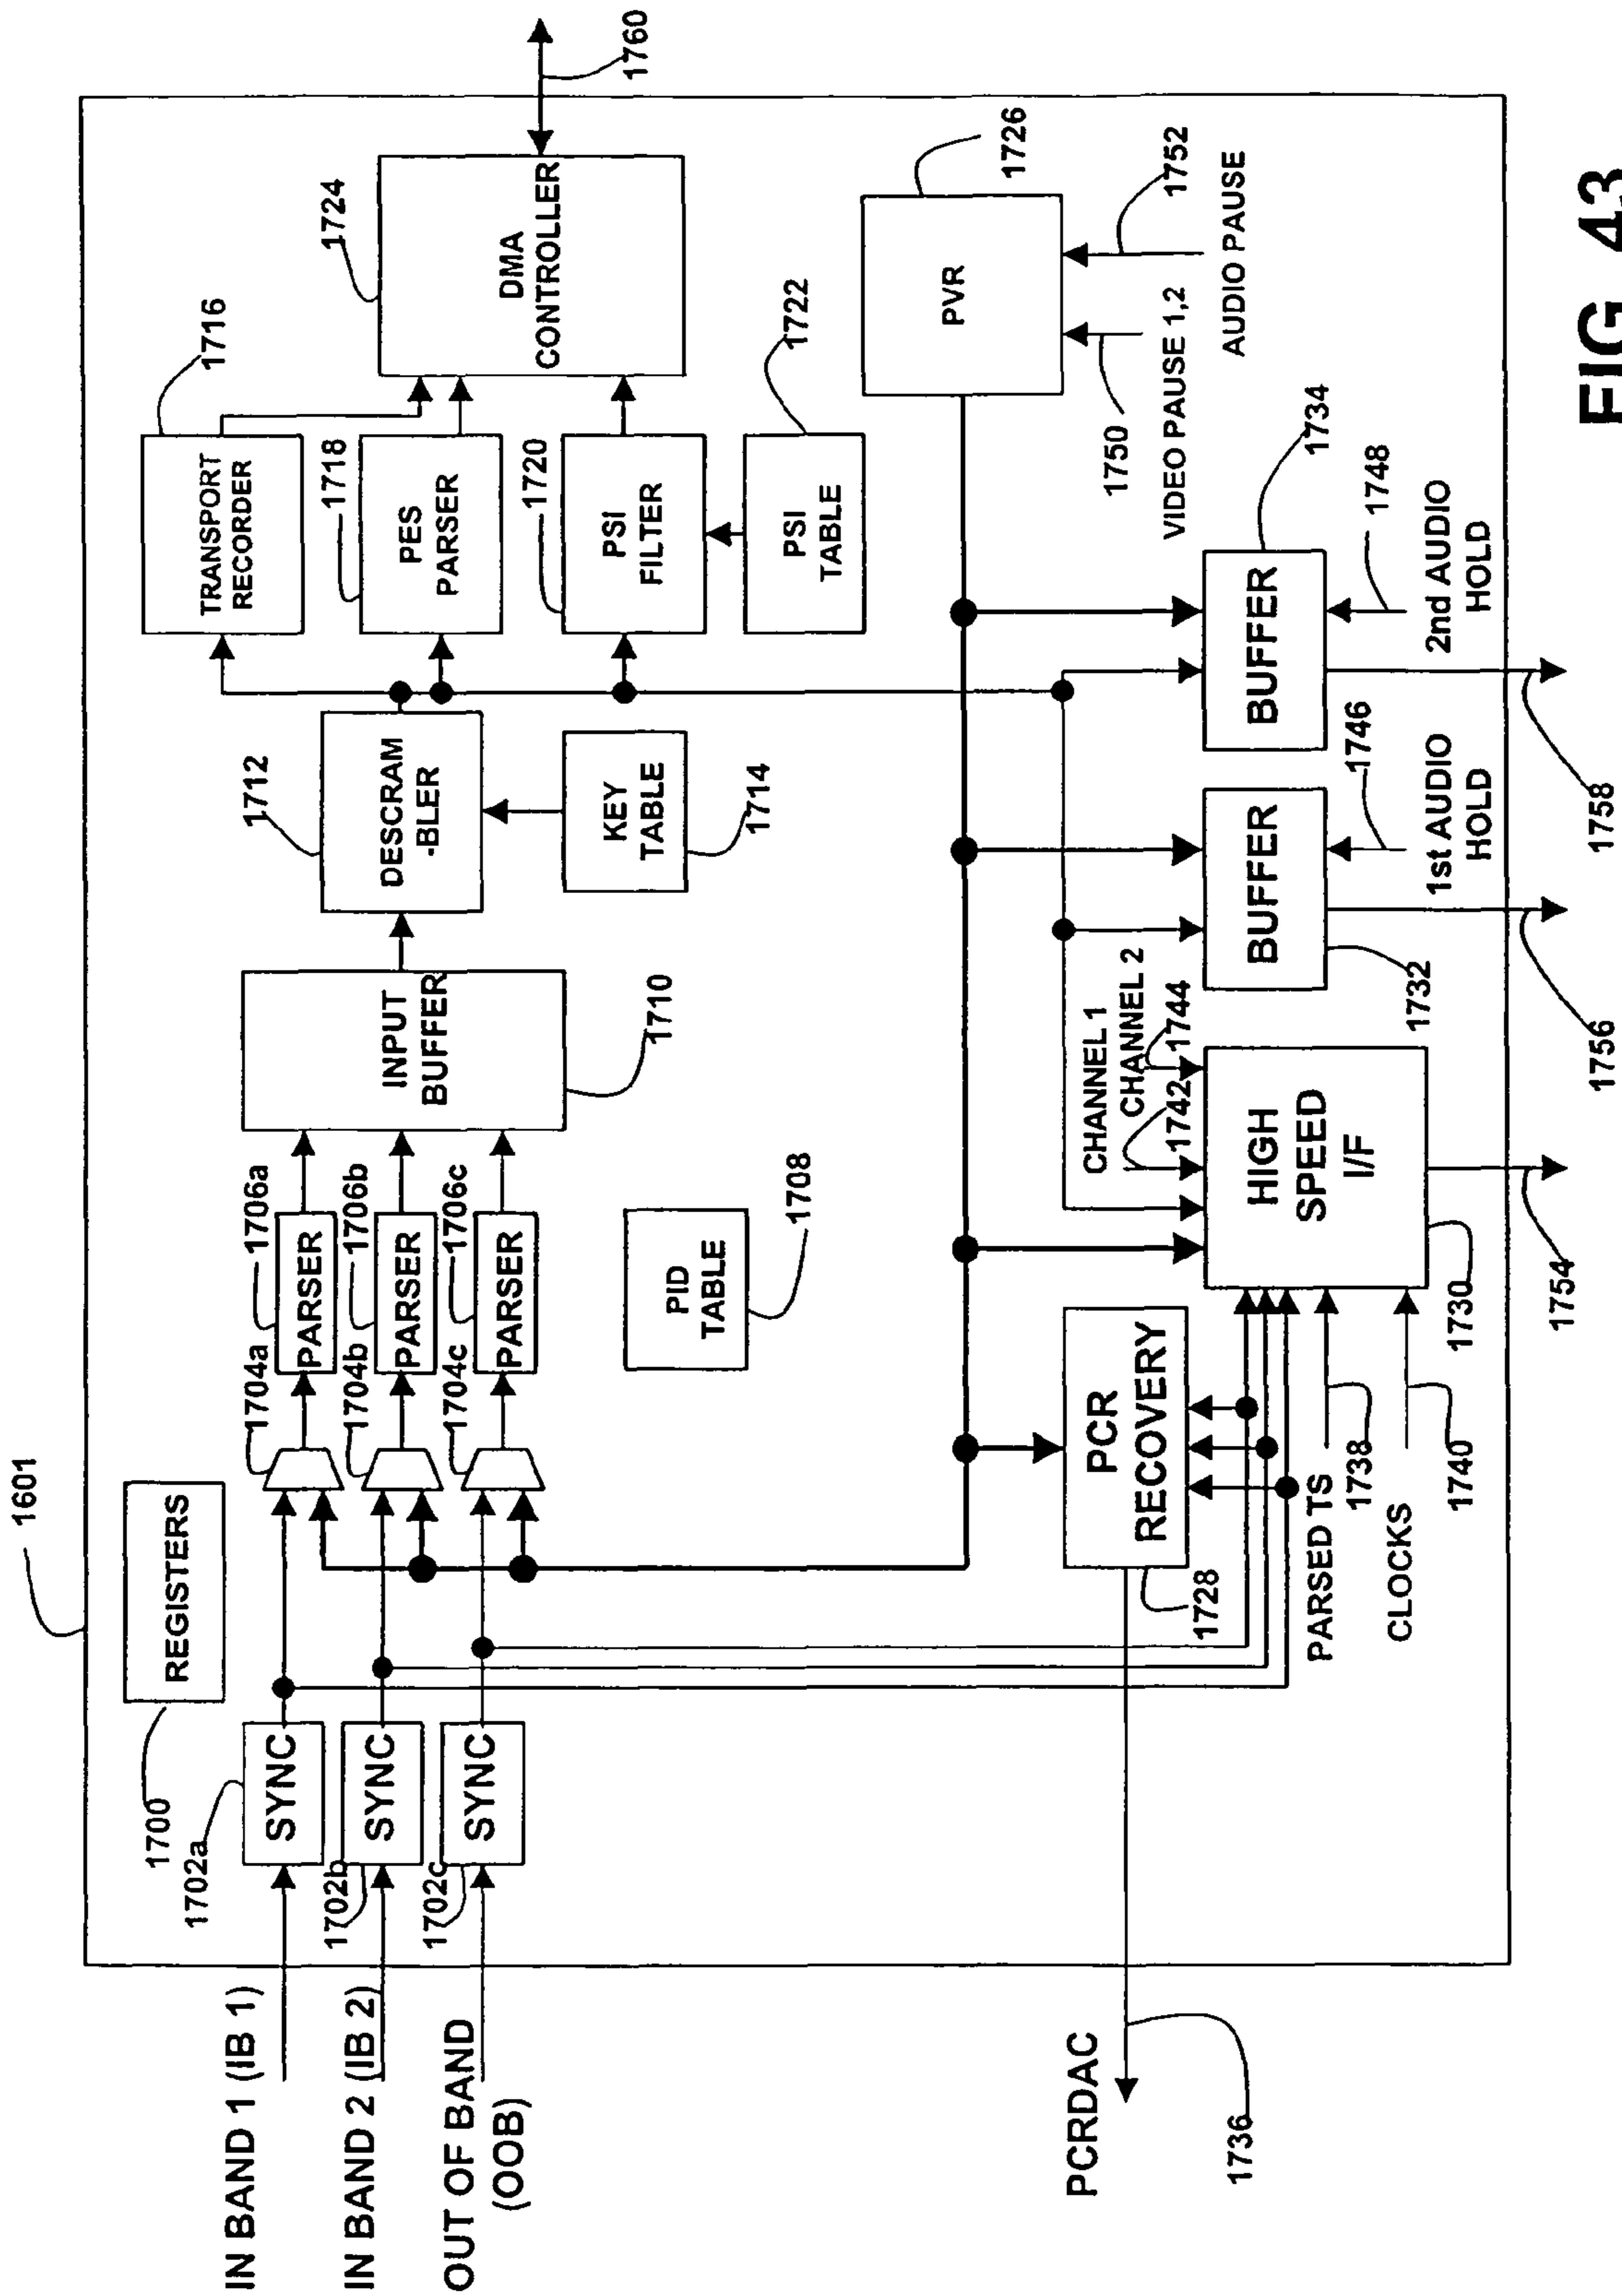 1601
1700
REGISTERS
IN BAND 1 (IB 1)
1702a
SYNC
1704a
1706a
PARSER
IN BAND 2 (IB 2)
1702b
SYNC
1704b
1706b
PARSER
OUT OF BAND
(OOB)
1702c
SYNC
1704c
1706c
PARSER
INPUT
BUFFER
1710
PID
TABLE
1708
1712
DESCRAM
-BLER
KEY
TABLE
1714
1716
TRANSPORT
RECORDER
1718
PES
PARSER
1720
PSI
FILTER
PSI
TABLE
1722
1724
DMA
CONTROLLER
1760
PVR
1726
1750
VIDEO PAUSE 1,2
1752
AUDIO PAUSE
PCRDAC
1736
PCR
RECOVERY
1728
PARSED TS
1738
CLOCKS
1740
CHANNEL 1
CHANNEL 2
1742
1744
HIGH
SPEED
I/F
1730
1754
BUFFER
1732
1746
1st AUDIO
HOLD
1756
BUFFER
1734
1748
2nd AUDIO
HOLD
1758
FIG 43